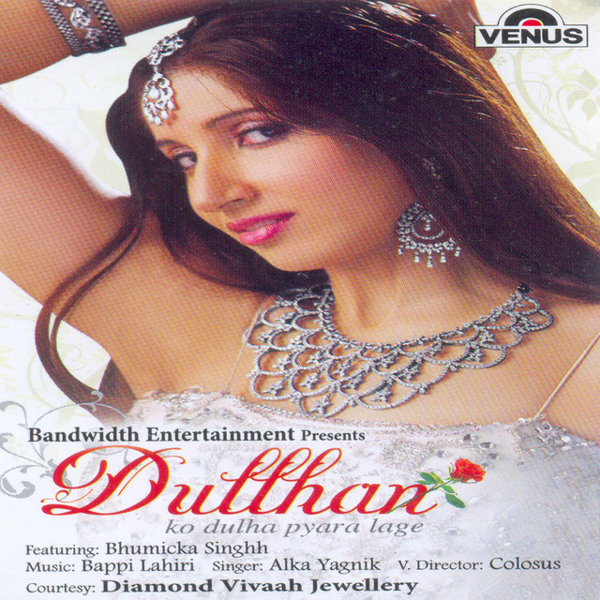 VENUS
Bandwidth Entertainment Presents
Dullhan
ko dulha pyara lage
Featuring: Bhumicka Singhh
Music: Bappi Lahiri Singer: Alka Yagnik V. Director: Colosus
Courtesy: Diamond Vivaah Jewellery